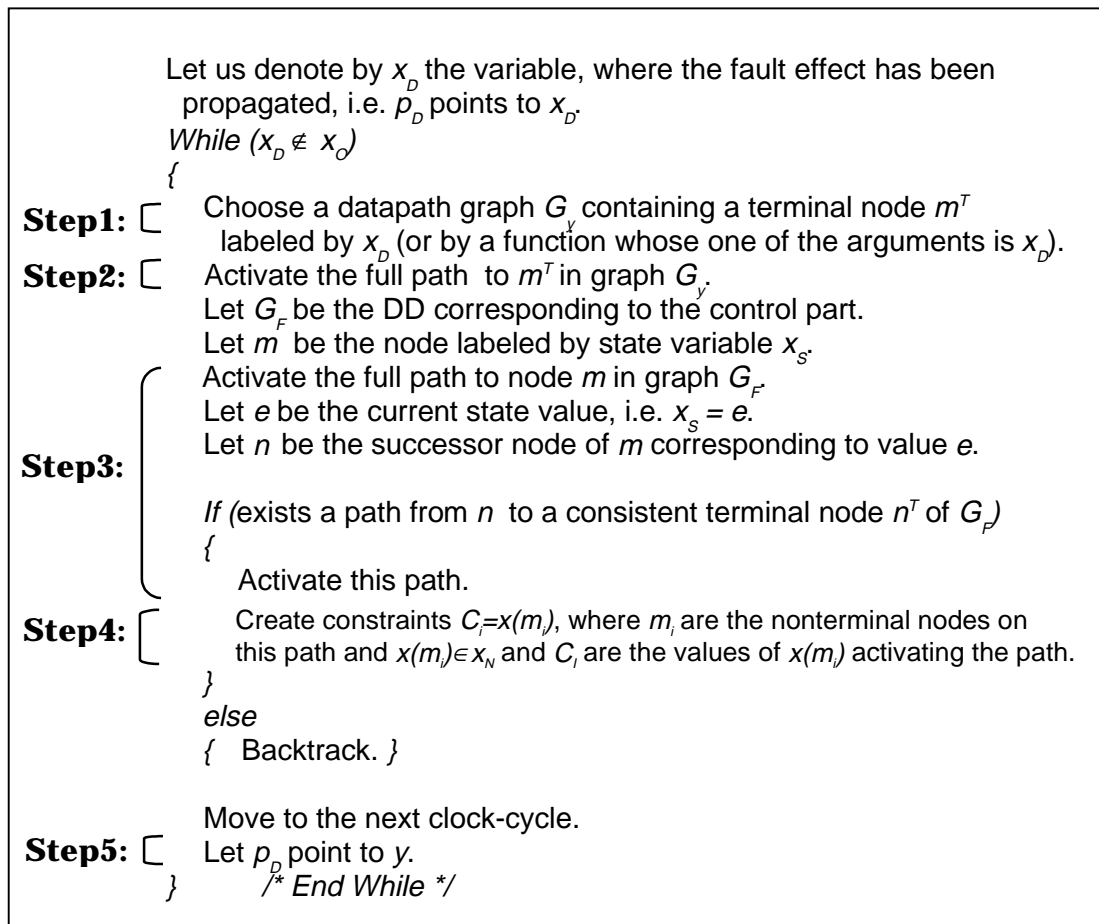 Let us denote by x_D the variable, where the fault effect has been
propagated, i.e. p_D points to x_D.
While (x_D ∉ x_O)
{
Step1: Choose a datapath graph G_y containing a terminal node m^T
labeled by x_D (or by a function whose one of the arguments is x_D).
Step2: Activate the full path to m^T in graph G_y.
Let G_F be the DD corresponding to the control part.
Let m be the node labeled by state variable x_S.
Activate the full path to node m in graph G_F.
Let e be the current state value, i.e. x_S = e.
Let n be the successor node of m corresponding to value e.
Step3:
If (exists a path from n to a consistent terminal node n^T of G_F)
{
Activate this path.
Step4: Create constraints C_i=x(m_i), where m_i are the nonterminal nodes on
this path and x(m_i)∈x_N and C_I are the values of x(m_i) activating the path.
}
else
{ Backtrack. }
Move to the next clock-cycle.
Step5: Let p_D point to y.
} /* End While */